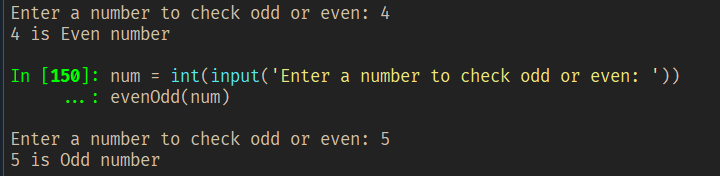 Enter a number to check odd or even: 4
4 is Even number
In [150]: num = int(input('Enter a number to check odd or even: '))
...: evenOdd(num)
Enter a number to check odd or even: 5
5 is Odd number